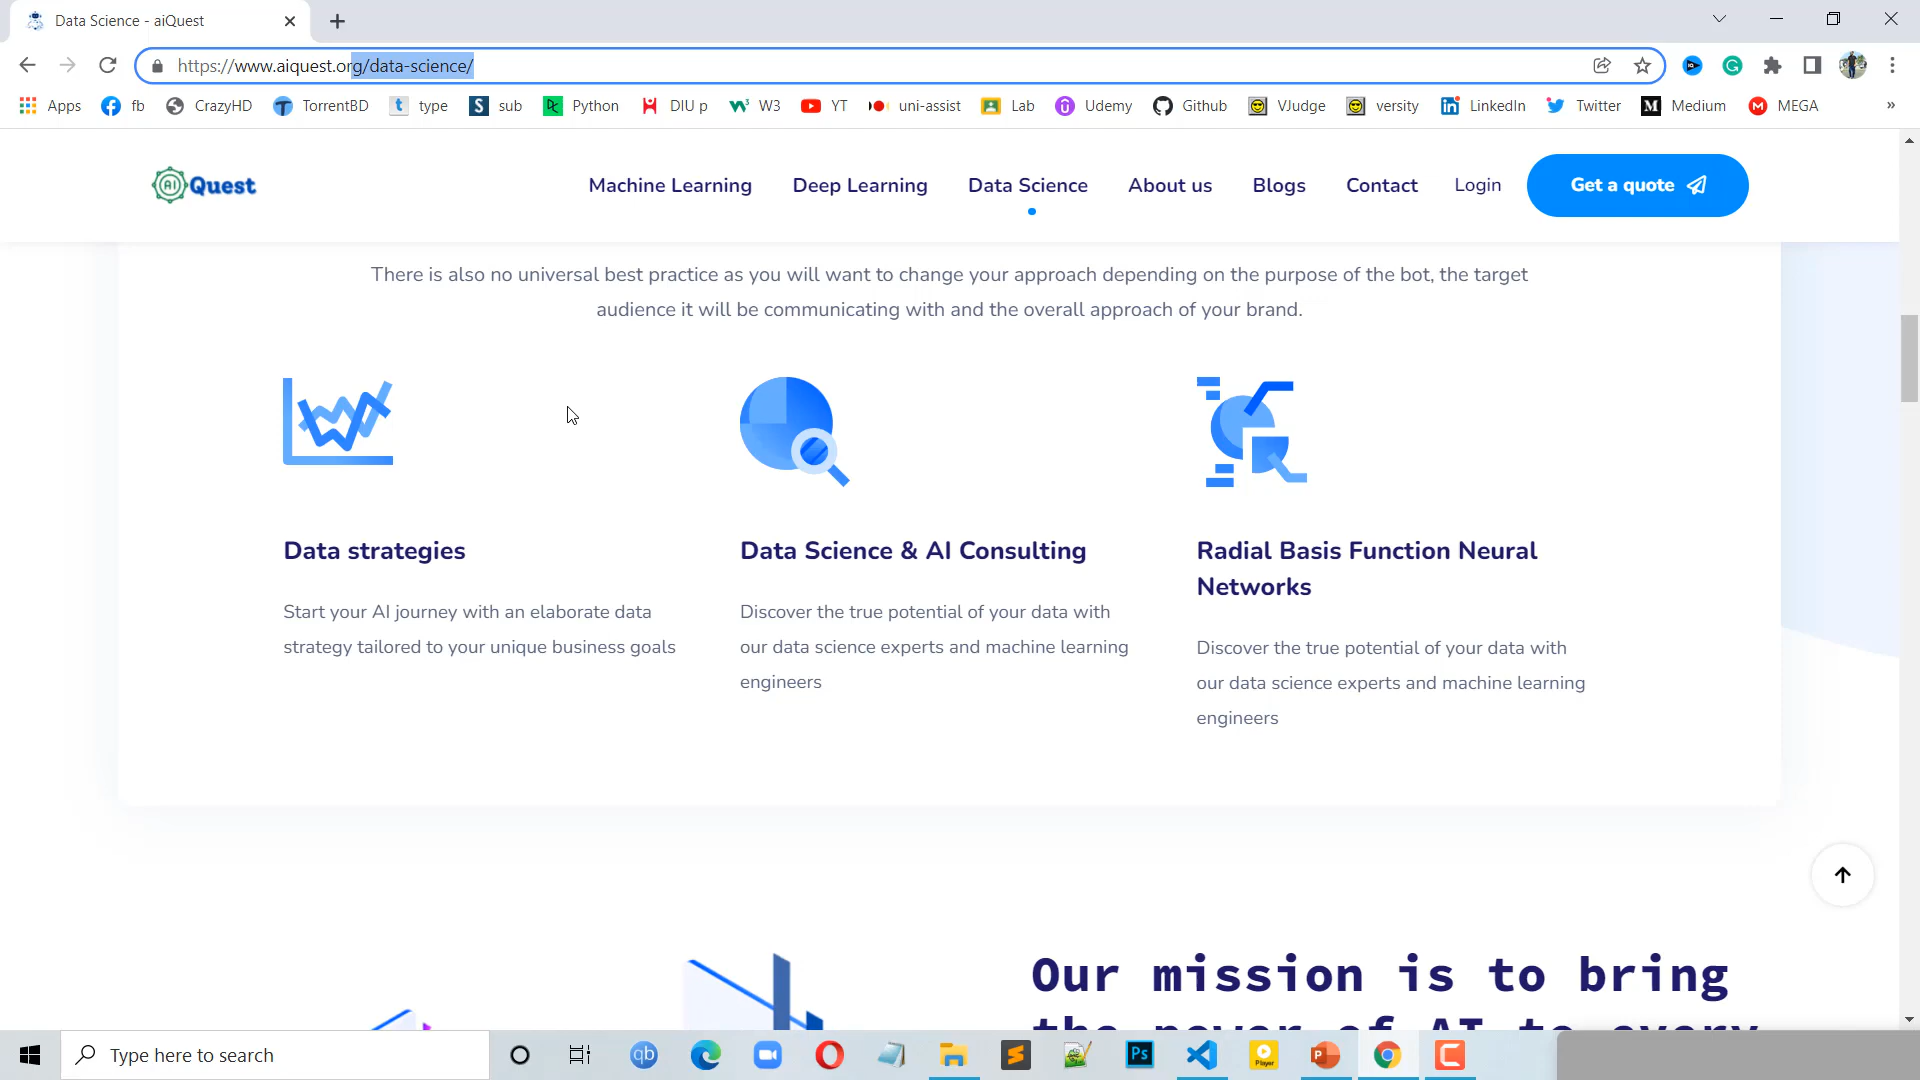 Data Science - aiQuest
https://www.aiquest.org/data-science/
Apps fb CrazyHD TorrentBD type sub Python DIU p W3 YT uni-assist Lab Udemy Github VJudge versity LinkedIn Twitter Medium MEGA »
AI Quest Machine Learning Deep Learning Data Science About us Blogs Contact Login Get a quote
There is also no universal best practice as you will want to change your approach depending on the purpose of the bot, the target
audience it will be communicating with and the overall approach of your brand.
Data strategies
Start your AI journey with an elaborate data
strategy tailored to your unique business goals
Data Science & AI Consulting
Discover the true potential of your data with
our data science experts and machine learning
engineers
Radial Basis Function Neural
Networks
Discover the true potential of your data with
our data science experts and machine learning
engineers
Our mission is to bring
the power of AI to every
Type here to search